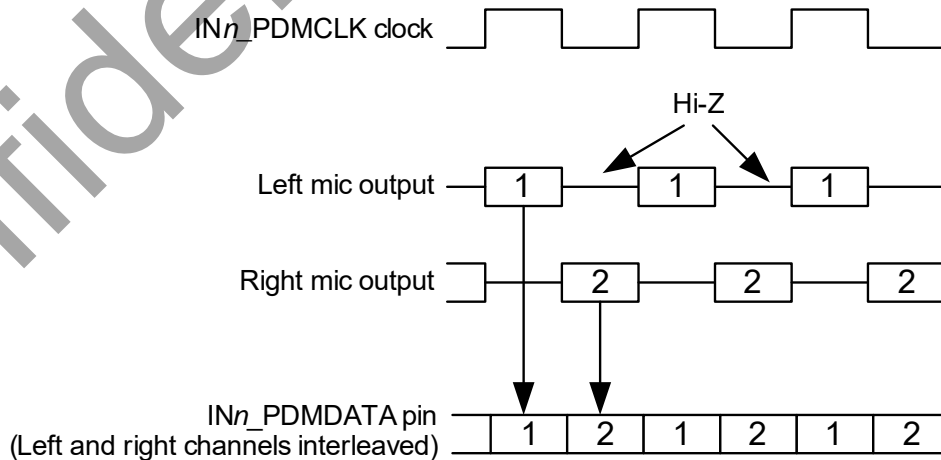 INn_PDMCLK clock
Hi-Z
Left mic output
1 1 1
Right mic output
2 2 2
INn_PDMDATA pin
(Left and right channels interleaved)
1 2 1 2 1 2